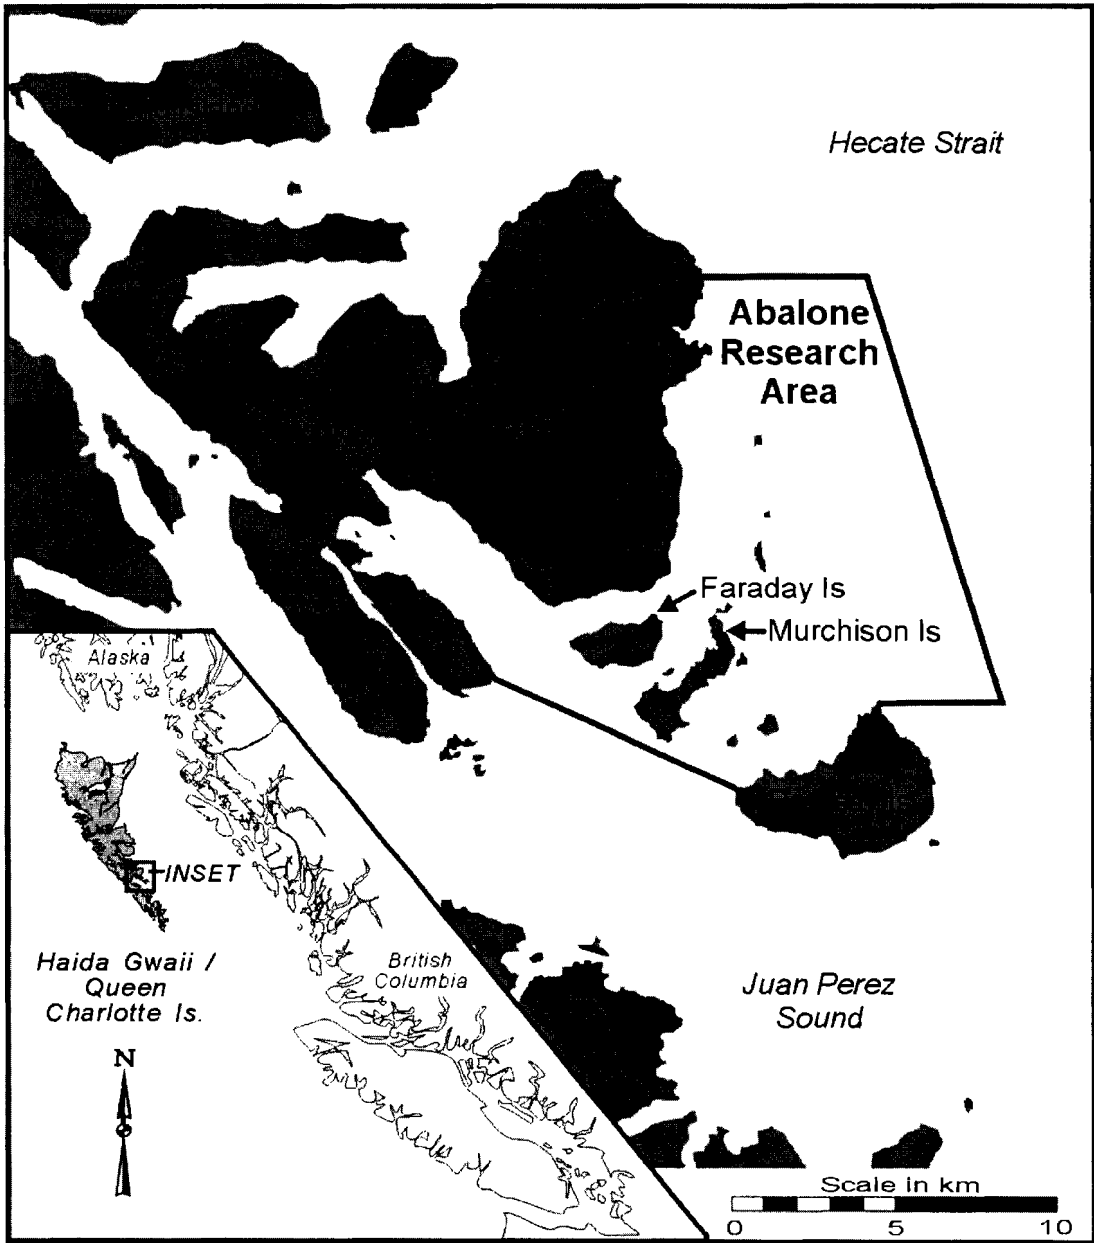 Hecate Strait
Abalone
Research
Area
Faraday Is
Murchison Is
Alaska
INSET
Haida Gwaii /
Queen
Charlotte Is.
British
Columbia
Juan Perez
Sound
N
Scale in km
0 5 10